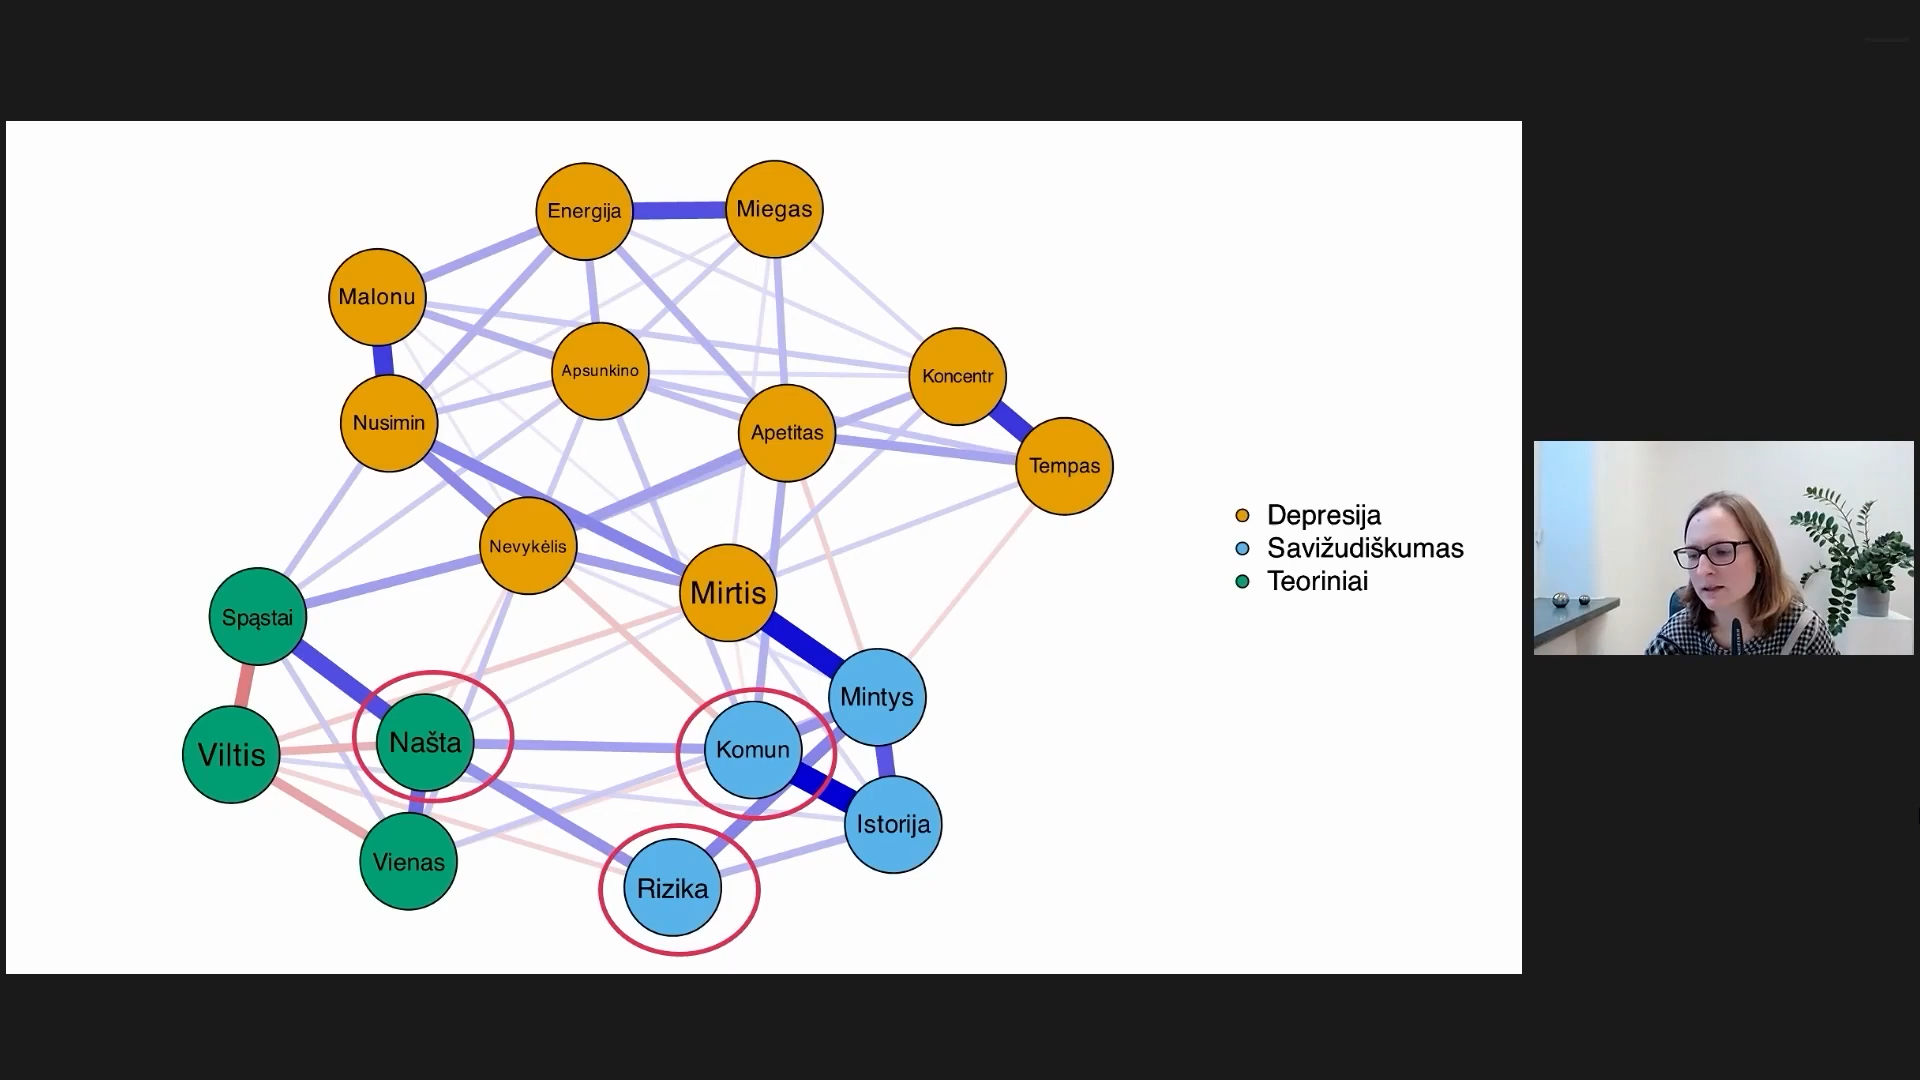 Energija
Miegas
Malonu
Apsunkino
Koncentr
Nusimin
Apetitas
Tempas
Nevykėlis
Mirtis
Spąstai
Mintys
Viltis
Našta
Komun
Istorija
Vienas
Rizika
Depresija
Savižudiškumas
Teoriniai